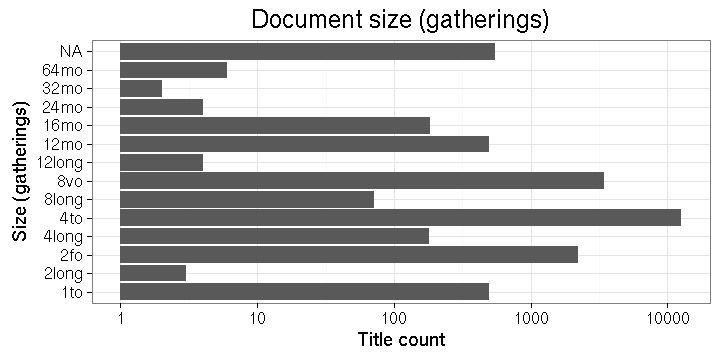 Document size (gatherings)
Size (gatherings)
NA
64mo
32mo
24mo
16mo
12mo
12long
8vo
8long
4to
4long
2fo
2long
1to
1 10 100 1000 10000
Title count